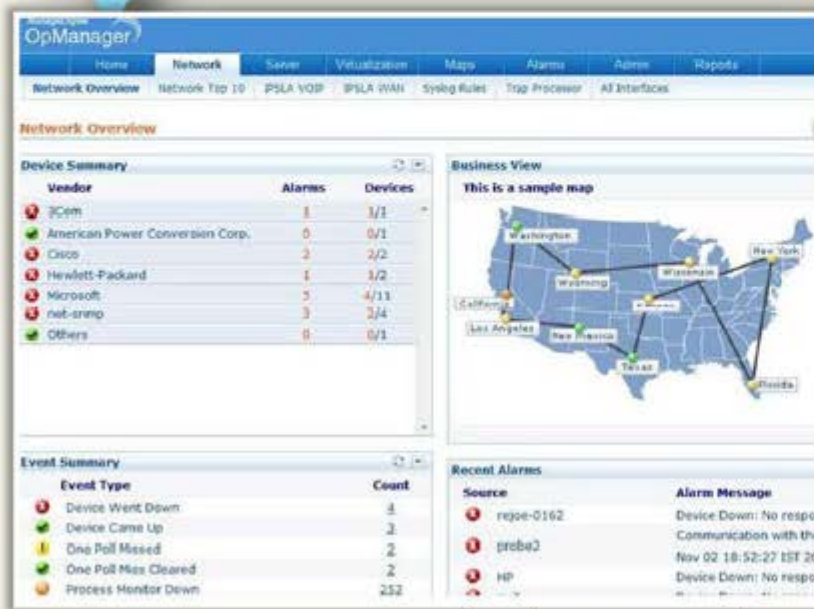 ManageEngine
OpManager
Home Network Server Virtualization Maps Alarms Admin Reports
Network Overview Network Top 10 IPSLA VOIP IPSLA WAN Syslog Rules Trap Processor All Interfaces
Network Overview
Device Summary
Vendor Alarms Devices
3Com 1 1/1
American Power Conversion Corp. 0 0/1
Cisco 2 2/2
Hewlett-Packard 1 1/2
Microsoft 5 4/11
net-snmp 3 3/4
Others 0 0/1
Business View
This is a sample map
Washington
New York
Wisconsin
Wyoming
California
Los Angeles
New Mexico
Texas
Florida
Event Summary
Event Type Count
Device Went Down 4
Device Came Up 3
One Poll Missed 2
One Poll Miss Cleared 2
Process Monitor Down 252
Recent Alarms
Source Alarm Message
rejoe-0162 Device Down: No respo
probe2 Communication with th
Nov 02 18:52:27 IST 20
HP Device Down: No respo